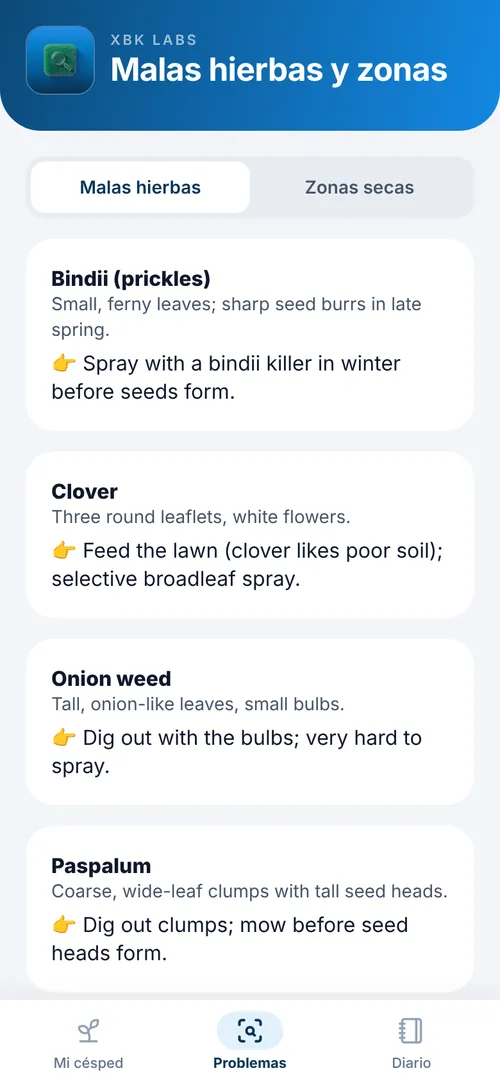 XBK LABS
Malas hierbas y zonas
Malas hierbas
Zonas secas
Bindii (prickles)
Small, ferny leaves; sharp seed burrs in late
spring.
👉 Spray with a bindii killer in winter
before seeds form.
Clover
Three round leaflets, white flowers.
👉 Feed the lawn (clover likes poor soil);
selective broadleaf spray.
Onion weed
Tall, onion-like leaves, small bulbs.
👉 Dig out with the bulbs; very hard to
spray.
Paspalum
Coarse, wide-leaf clumps with tall seed heads.
👉 Dig out clumps; mow before seed
heads form.
Mi césped
Problemas
Diario